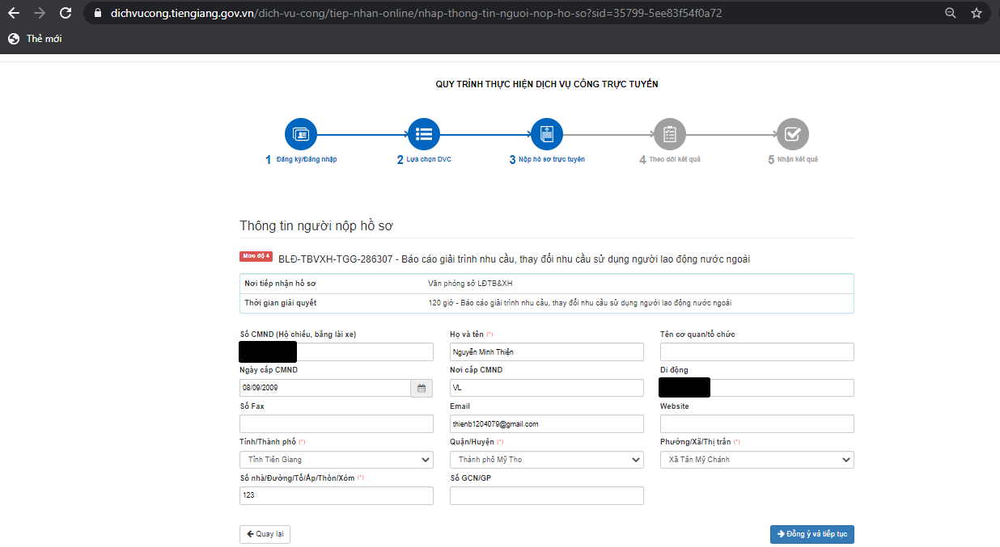 dichvucong.tiengiang.gov.vn/dich-vu-cong/tiep-nhan-online/nhap-thong-tin-nguoi-nop-ho-so?sid=35799-5ee83f54f0a72
Thẻ mới
QUY TRÌNH THỰC HIỆN DỊCH VỤ CÔNG TRỰC TUYẾN
1 Đăng ký/Đăng nhập
2 Lựa chọn DVC
3 Nộp hồ sơ trực tuyến
4 Theo dõi kết quả
5 Nhận kết quả
Thông tin người nộp hồ sơ
Mức độ 4 BLĐ-TBVXH-TGG-286307 - Báo cáo giải trình nhu cầu, thay đổi nhu cầu sử dụng người lao động nước ngoài
Nơi tiếp nhận hồ sơ Văn phòng sở LĐTB&XH
Thời gian giải quyết 120 giờ - Báo cáo giải trình nhu cầu, thay đổi nhu cầu sử dụng người lao động nước ngoài
Số CMND (Hộ chiếu, bằng lái xe) Họ và tên (*) Tên cơ quan/tổ chức
Nguyễn Minh Thiện
Ngày cấp CMND Nơi cấp CMND Di động
08/09/2009 VL
Số Fax Email Website
thienb1204079@gmail.com
Tỉnh/Thành phố (*) Quận/Huyện (*) Phường/Xã/Thị trấn (*)
Tỉnh Tiền Giang Thành phố Mỹ Tho Xã Tân Mỹ Chánh
Số nhà/Đường/Tổ/Ấp/Thôn/Xóm (*) Số GCN/GP
123
Quay lại Đồng ý và tiếp tục